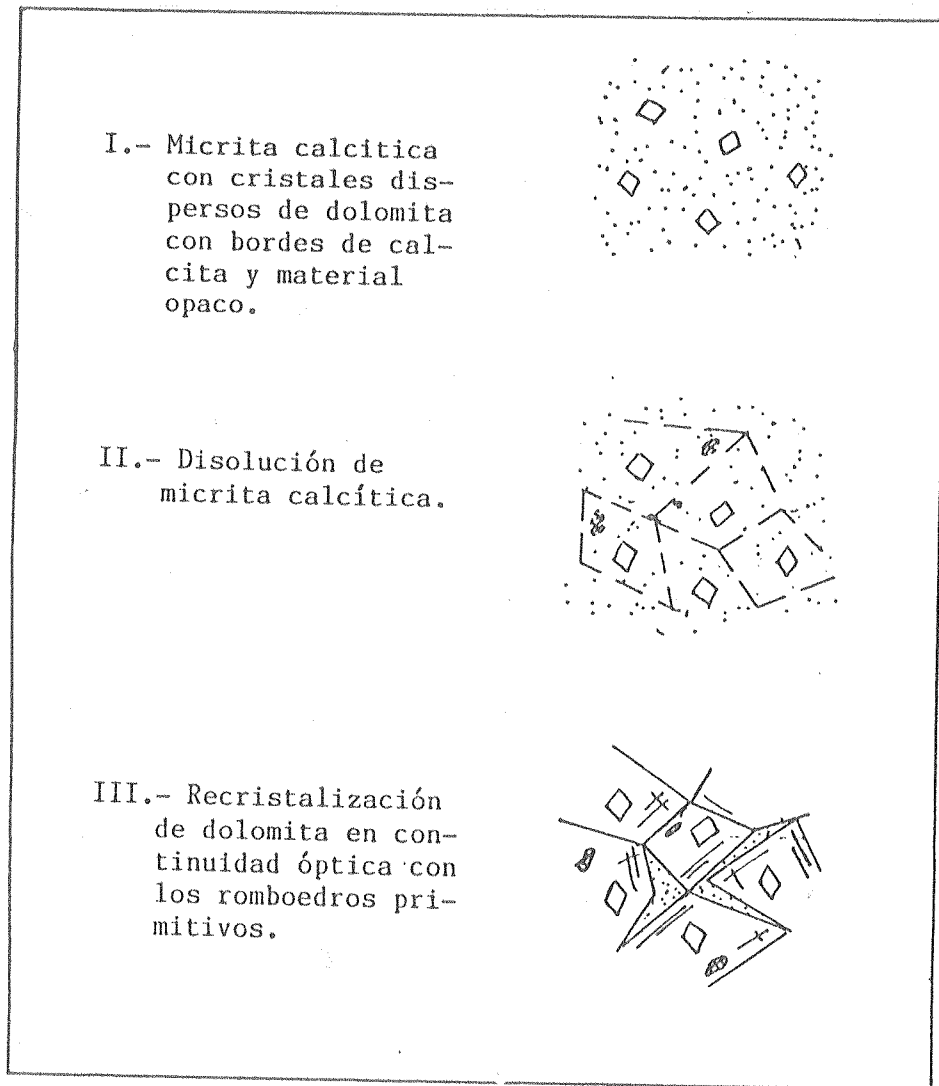 I.- Micrita calcitica
con cristales dis-
persos de dolomita
con bordes de cal-
cita y material
opaco.
II.- Disolución de
micrita calcítica.
III.- Recristalización
de dolomita en con-
tinuidad óptica con
los romboedros pri-
mitivos.